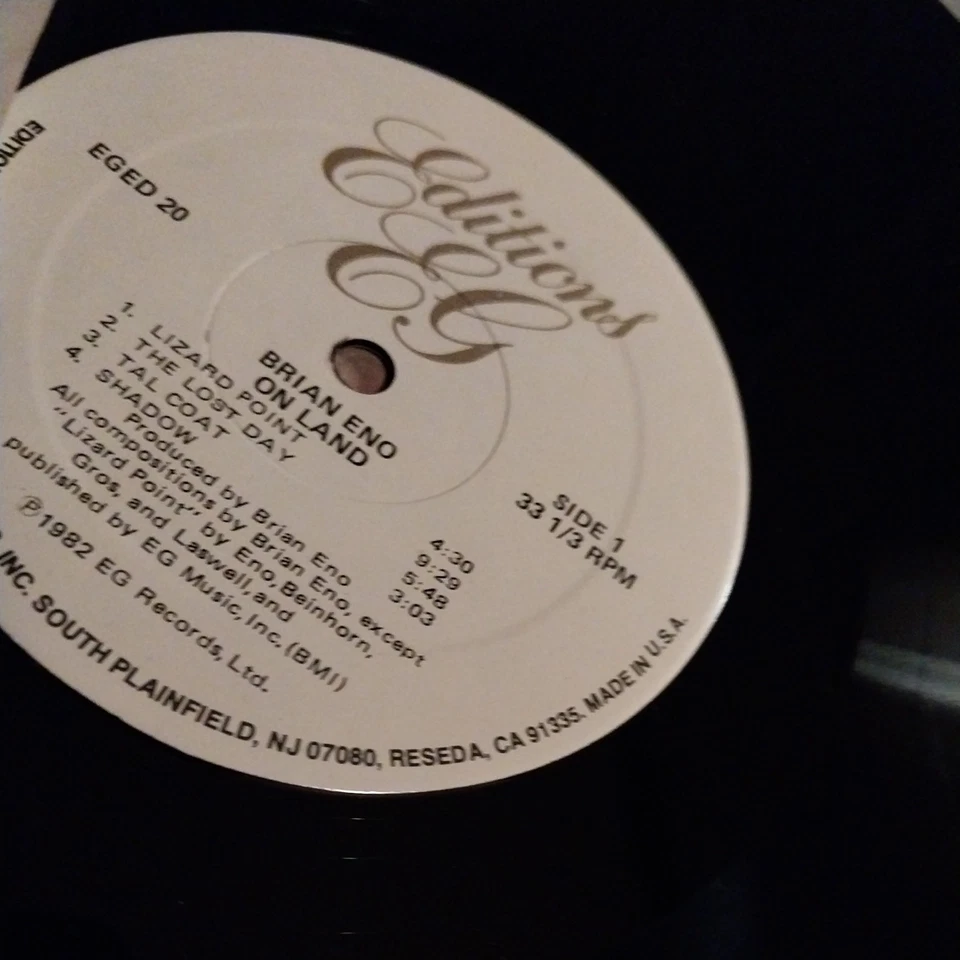 Editions
EG
EGED 20
BRIAN ENO
ON LAND
SIDE 1
33 1/3 RPM
1. LIZARD POINT 4:30
2. THE LOST DAY 9:29
3. TAL COAT 5:48
4. SHADOW 3:03
Produced by Brian Eno
All compositions by Brian Eno, except
"Lizard Point" by Eno, Beinhorn,
Gros, and Laswell, and
published by EG Music, Inc. (BMI)
℗1982 EG Records, Ltd.
INC. SOUTH PLAINFIELD, NJ 07080, RESEDA, CA 91335. MADE IN U.S.A.